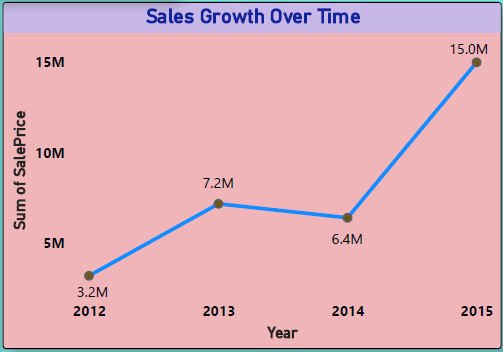 Sales Growth Over Time
15.0M
15M
10M
7.2M
6.4M
5M
3.2M
Sum of SalePrice
2012 2013 2014 2015
Year